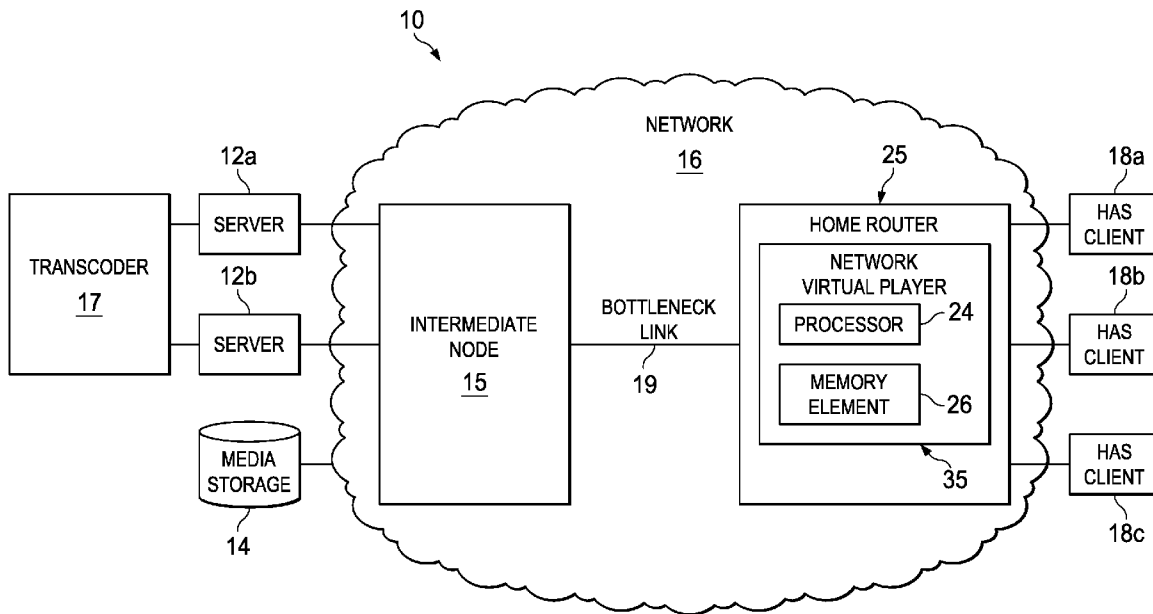 10
NETWORK
16
12a
SERVER
TRANSCODER
17
12b
SERVER
MEDIA
STORAGE
14
INTERMEDIATE
NODE
15
BOTTLENECK
LINK
19
25
HOME ROUTER
NETWORK
VIRTUAL PLAYER
PROCESSOR
24
MEMORY
ELEMENT
26
35
18a
HAS
CLIENT
18b
HAS
CLIENT
HAS
CLIENT
18c